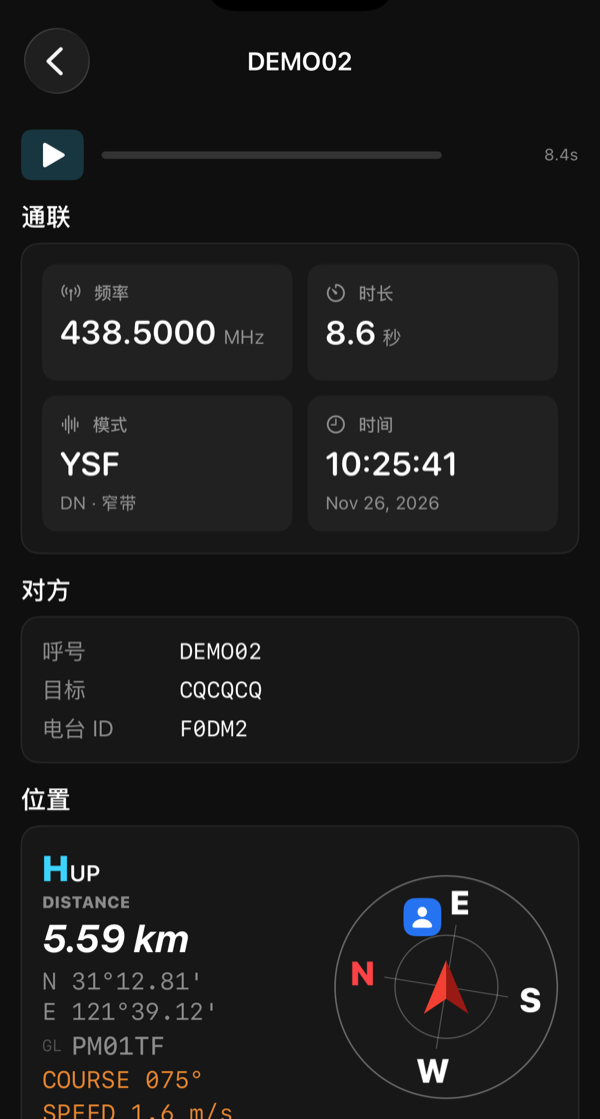 DEMO02
8.4s
通联
频率
438.5000 MHz
时长
8.6 秒
模式
YSF
DN · 窄带
时间
10:25:41
Nov 26, 2026
对方
呼号 DEMO02
目标 CQCQCQ
电台 ID F0DM2
位置
HUP
DISTANCE
5.59 km
N 31°12.81'
E 121°39.12'
GL PM01TF
COURSE 075°
SPEED 1.6 m/s
E
N
S
W